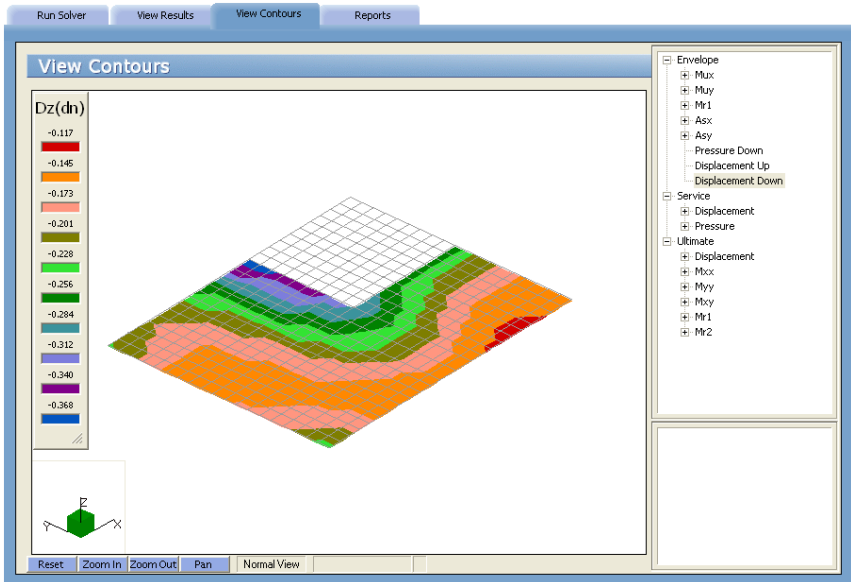 Run Solver
View Results
View Contours
Reports
View Contours
Dz(dn)
-0.117
-0.145
-0.173
-0.201
-0.228
-0.256
-0.284
-0.312
-0.340
-0.368
Z
Y
X
Reset
Zoom In
Zoom Out
Pan
Normal View
Envelope
Mux
Muy
Mr1
Asx
Asy
Pressure Down
Displacement Up
Displacement Down
Service
Displacement
Pressure
Ultimate
Displacement
Mxx
Myy
Mxy
Mr1
Mr2